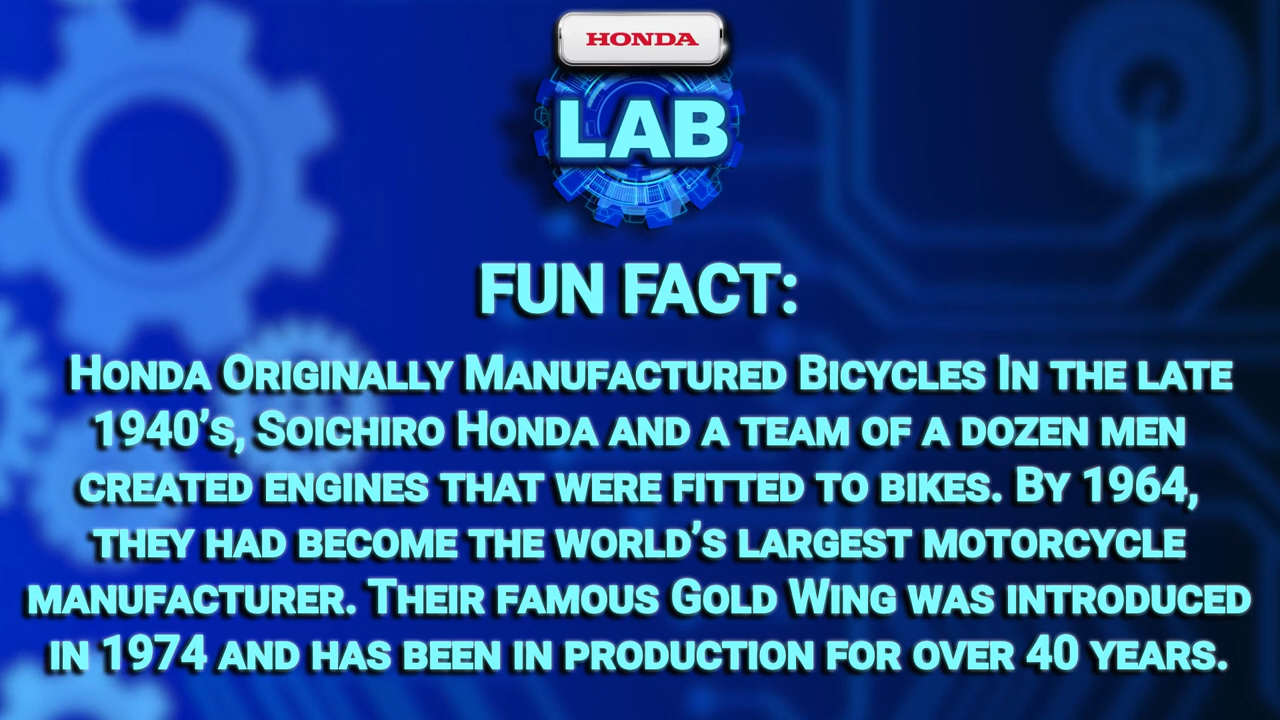 HONDA
LAB
FUN FACT:
Honda Originally Manufactured Bicycles In the late
1940’s, Soichiro Honda and a team of a dozen men
created engines that were fitted to bikes. By 1964,
they had become the world’s largest motorcycle
manufacturer. Their famous Gold Wing was introduced
in 1974 and has been in production for over 40 years.